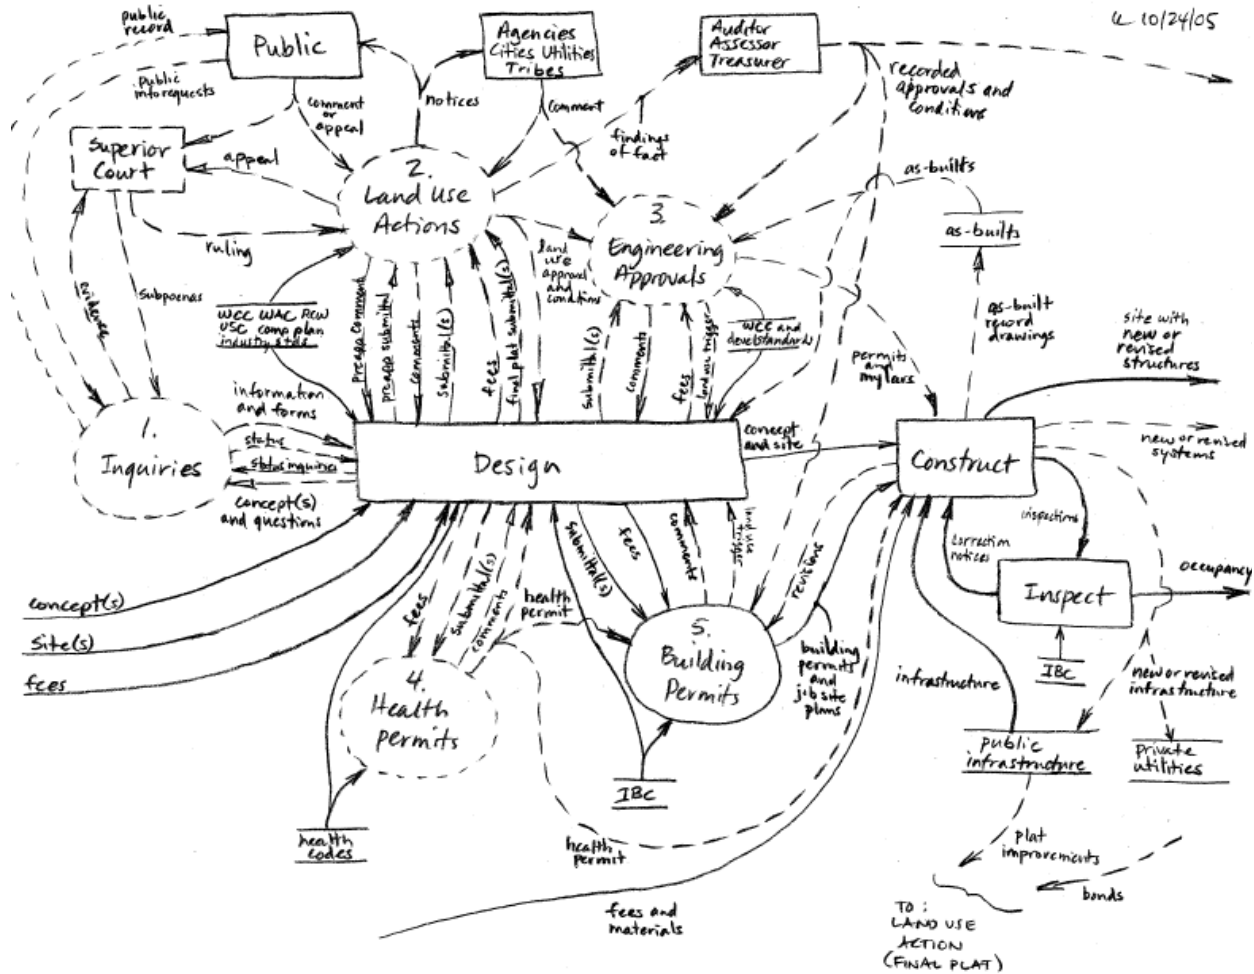 LL 10/24/05
public
record
Public
Agencies
Cities Utilities
Tribes
Auditor
Assessor
Treasurer
public
info requests
comment
or
appeal
notices
comment
findings
of fact
recorded
approvals and
conditions
Superior
Court
appeal
2.
Land Use
Actions
3.
Engineering
Approvals
as-builts
as-builts
ruling
evidence
subpoenas
land
use
approval
and
conditions
WCC WAC RCW
USC comp plan
industry stds
WCC and
devel standards
as-built
record
drawings
site with
new or
revised
structures
preapp comment
preapp submittal
comments
submittal(s)
fees
final plat submittal(s)
submittal(s)
comments
fees
land use trigger
permits
and
mylars
information
and forms
status
status inquiries
concept(s)
and questions
1.
Inquiries
Design
concept
and site
Construct
new or revised
systems
inspections
correction
notices
Inspect
occupancy
IBC
concept(s)
Site(s)
fees
fees
submittal(s)
comments
health
permit
submittal(s)
fees
comments
land use
trigger
revisions
4.
Health
permits
5.
Building
Permits
building
permits
and
job site
plans
infrastructure
new or revised
infrastructure
public
infrastructure
private
utilities
IBC
health
codes
health
permit
fees and
materials
plat
improvements
bonds
TO:
LAND USE
ACTION
(FINAL PLAT)